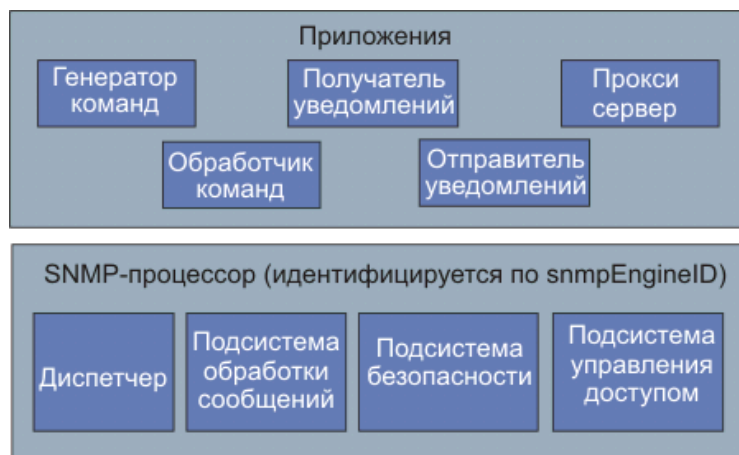 Приложения
Генератор
команд
Получатель
уведомлений
Прокси
сервер
Обработчик
команд
Отправитель
уведомлений
SNMP-процессор (идентифицируется по snmpEngineID)
Диспетчер
Подсистема
обработки
сообщений
Подсистема
безопасности
Подсистема
управления
доступом